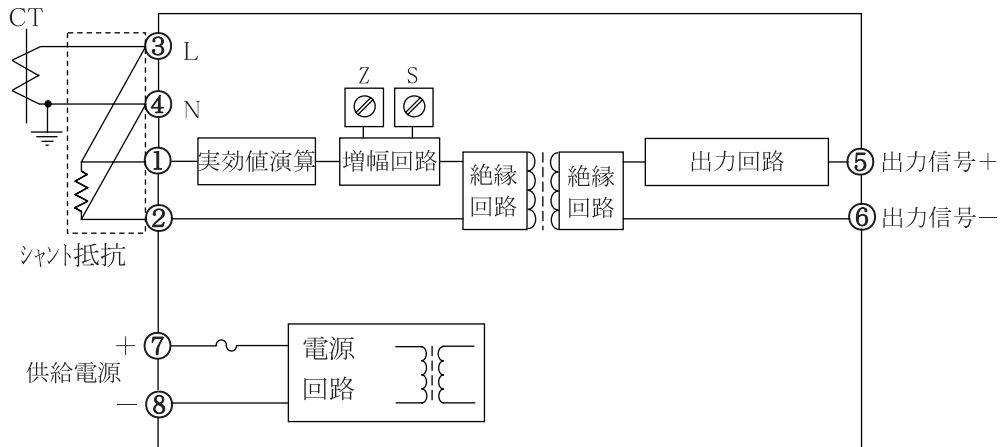 CT
③ L
④ N
Z S
① 実効値演算 増幅回路 絶縁回路 絶縁回路 出力回路 ⑤ 出力信号+
② ⑥ 出力信号−
シャント抵抗
+ ⑦
供給電源
− ⑧
電源
回路